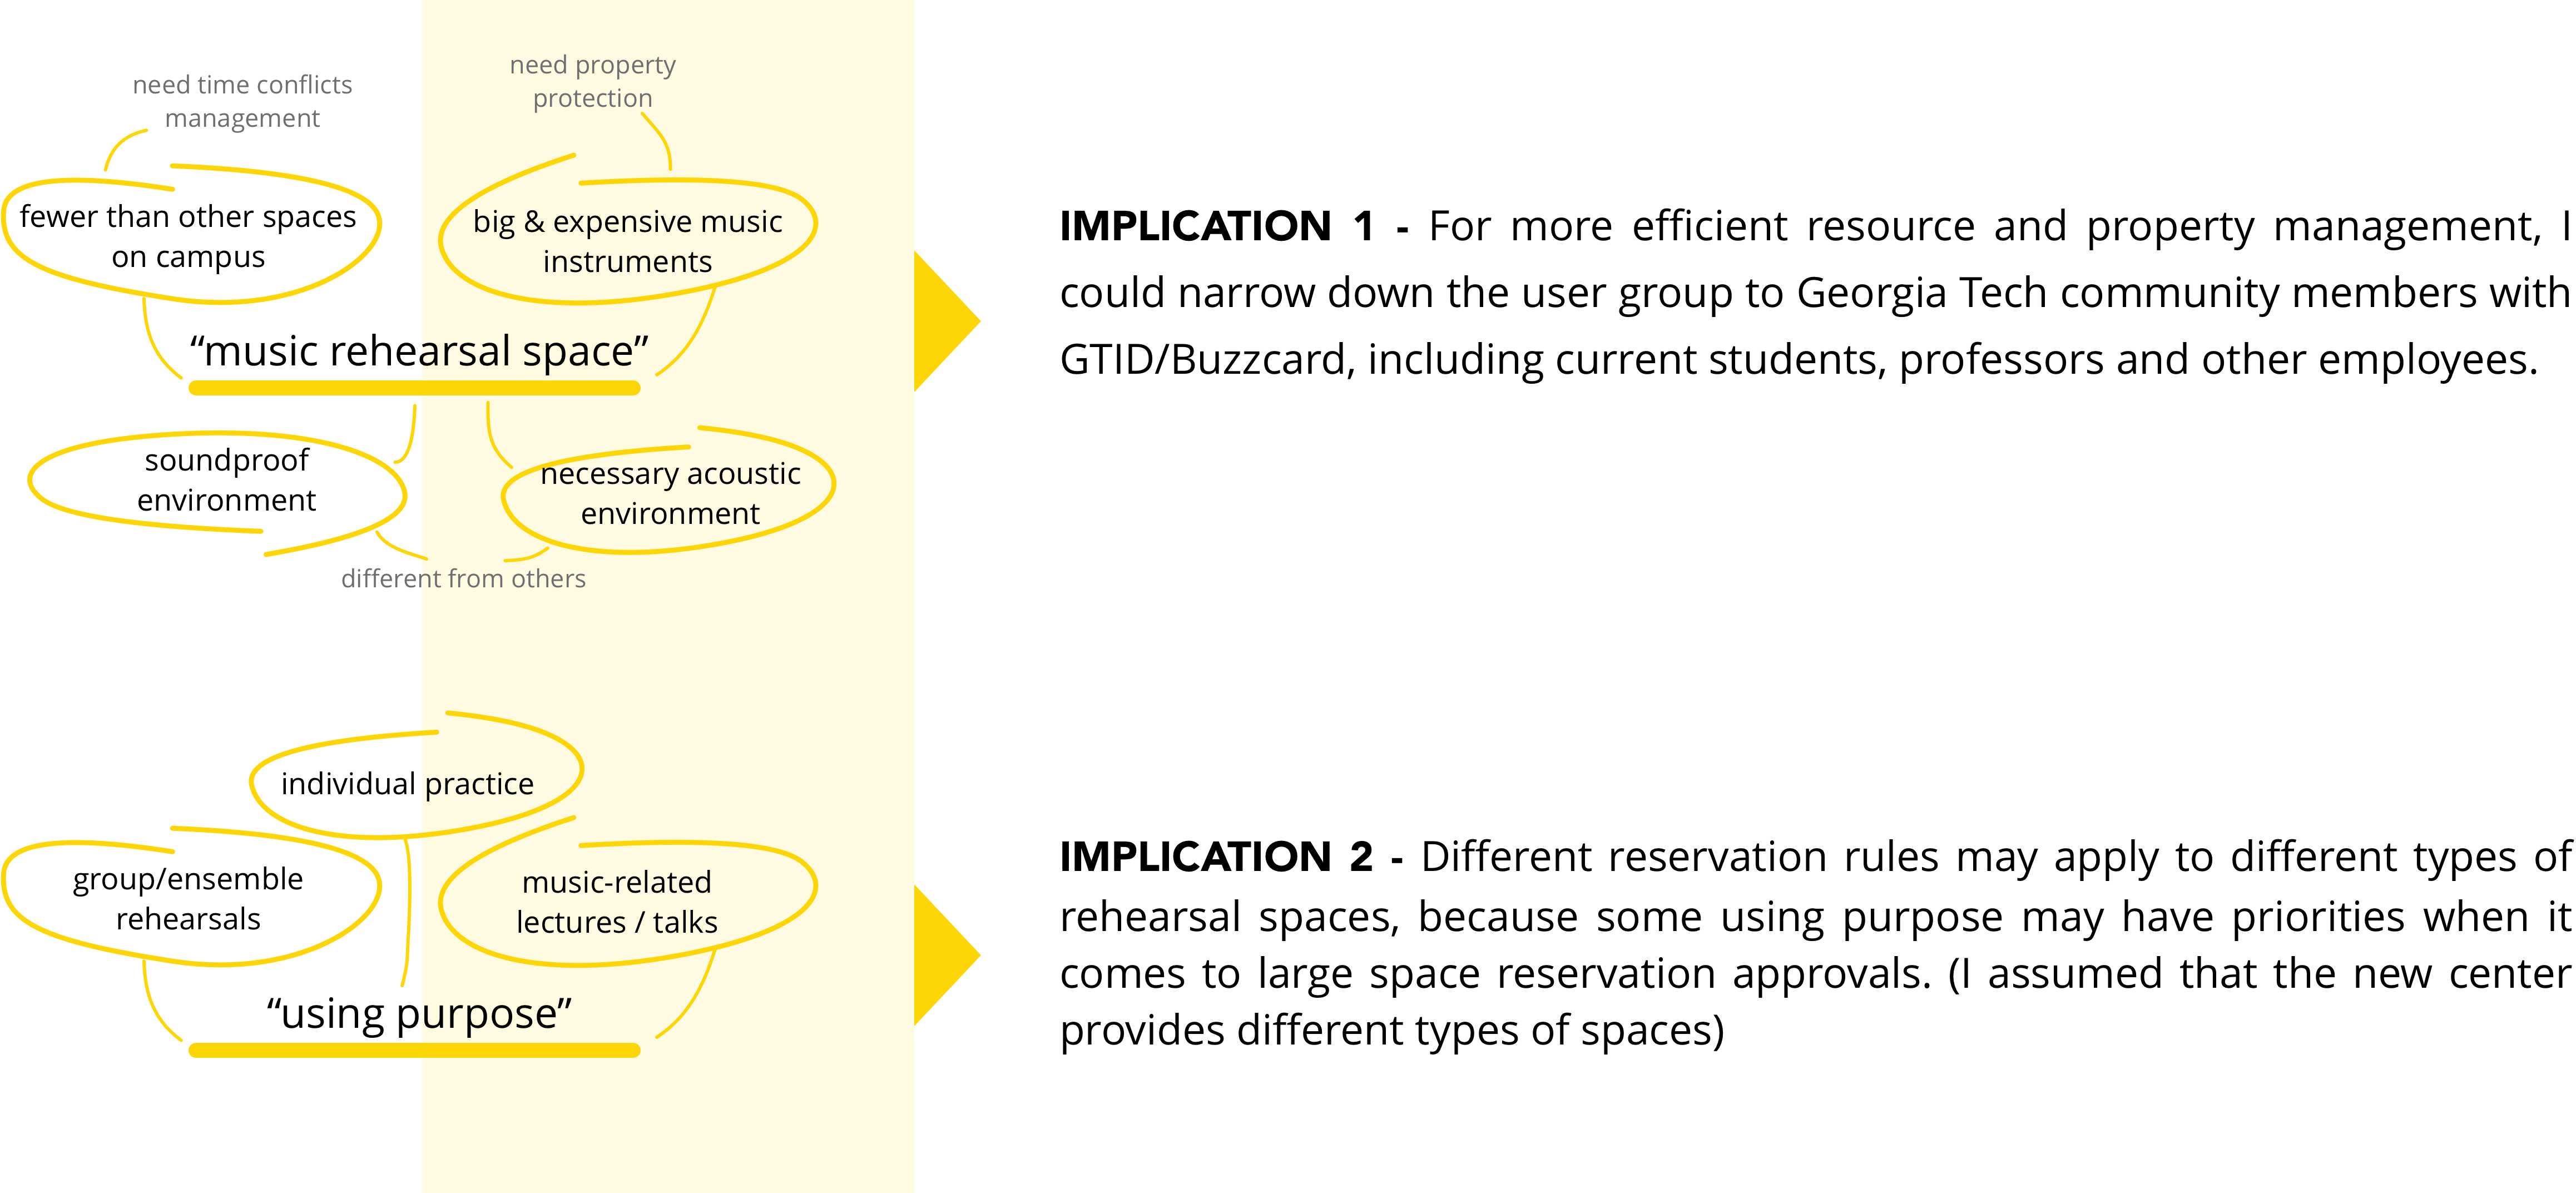 need time conflicts
management
need property
protection
fewer than other spaces
on campus
big & expensive music
instruments
“music rehearsal space”
soundproof
environment
necessary acoustic
environment
different from others
IMPLICATION 1 - For more efficient resource and property management, I
could narrow down the user group to Georgia Tech community members with
GTID/Buzzcard, including current students, professors and other employees.
individual practice
group/ensemble
rehearsals
music-related
lectures / talks
“using purpose”
IMPLICATION 2 - Different reservation rules may apply to different types of
rehearsal spaces, because some using purpose may have priorities when it
comes to large space reservation approvals. (I assumed that the new center
provides different types of spaces)